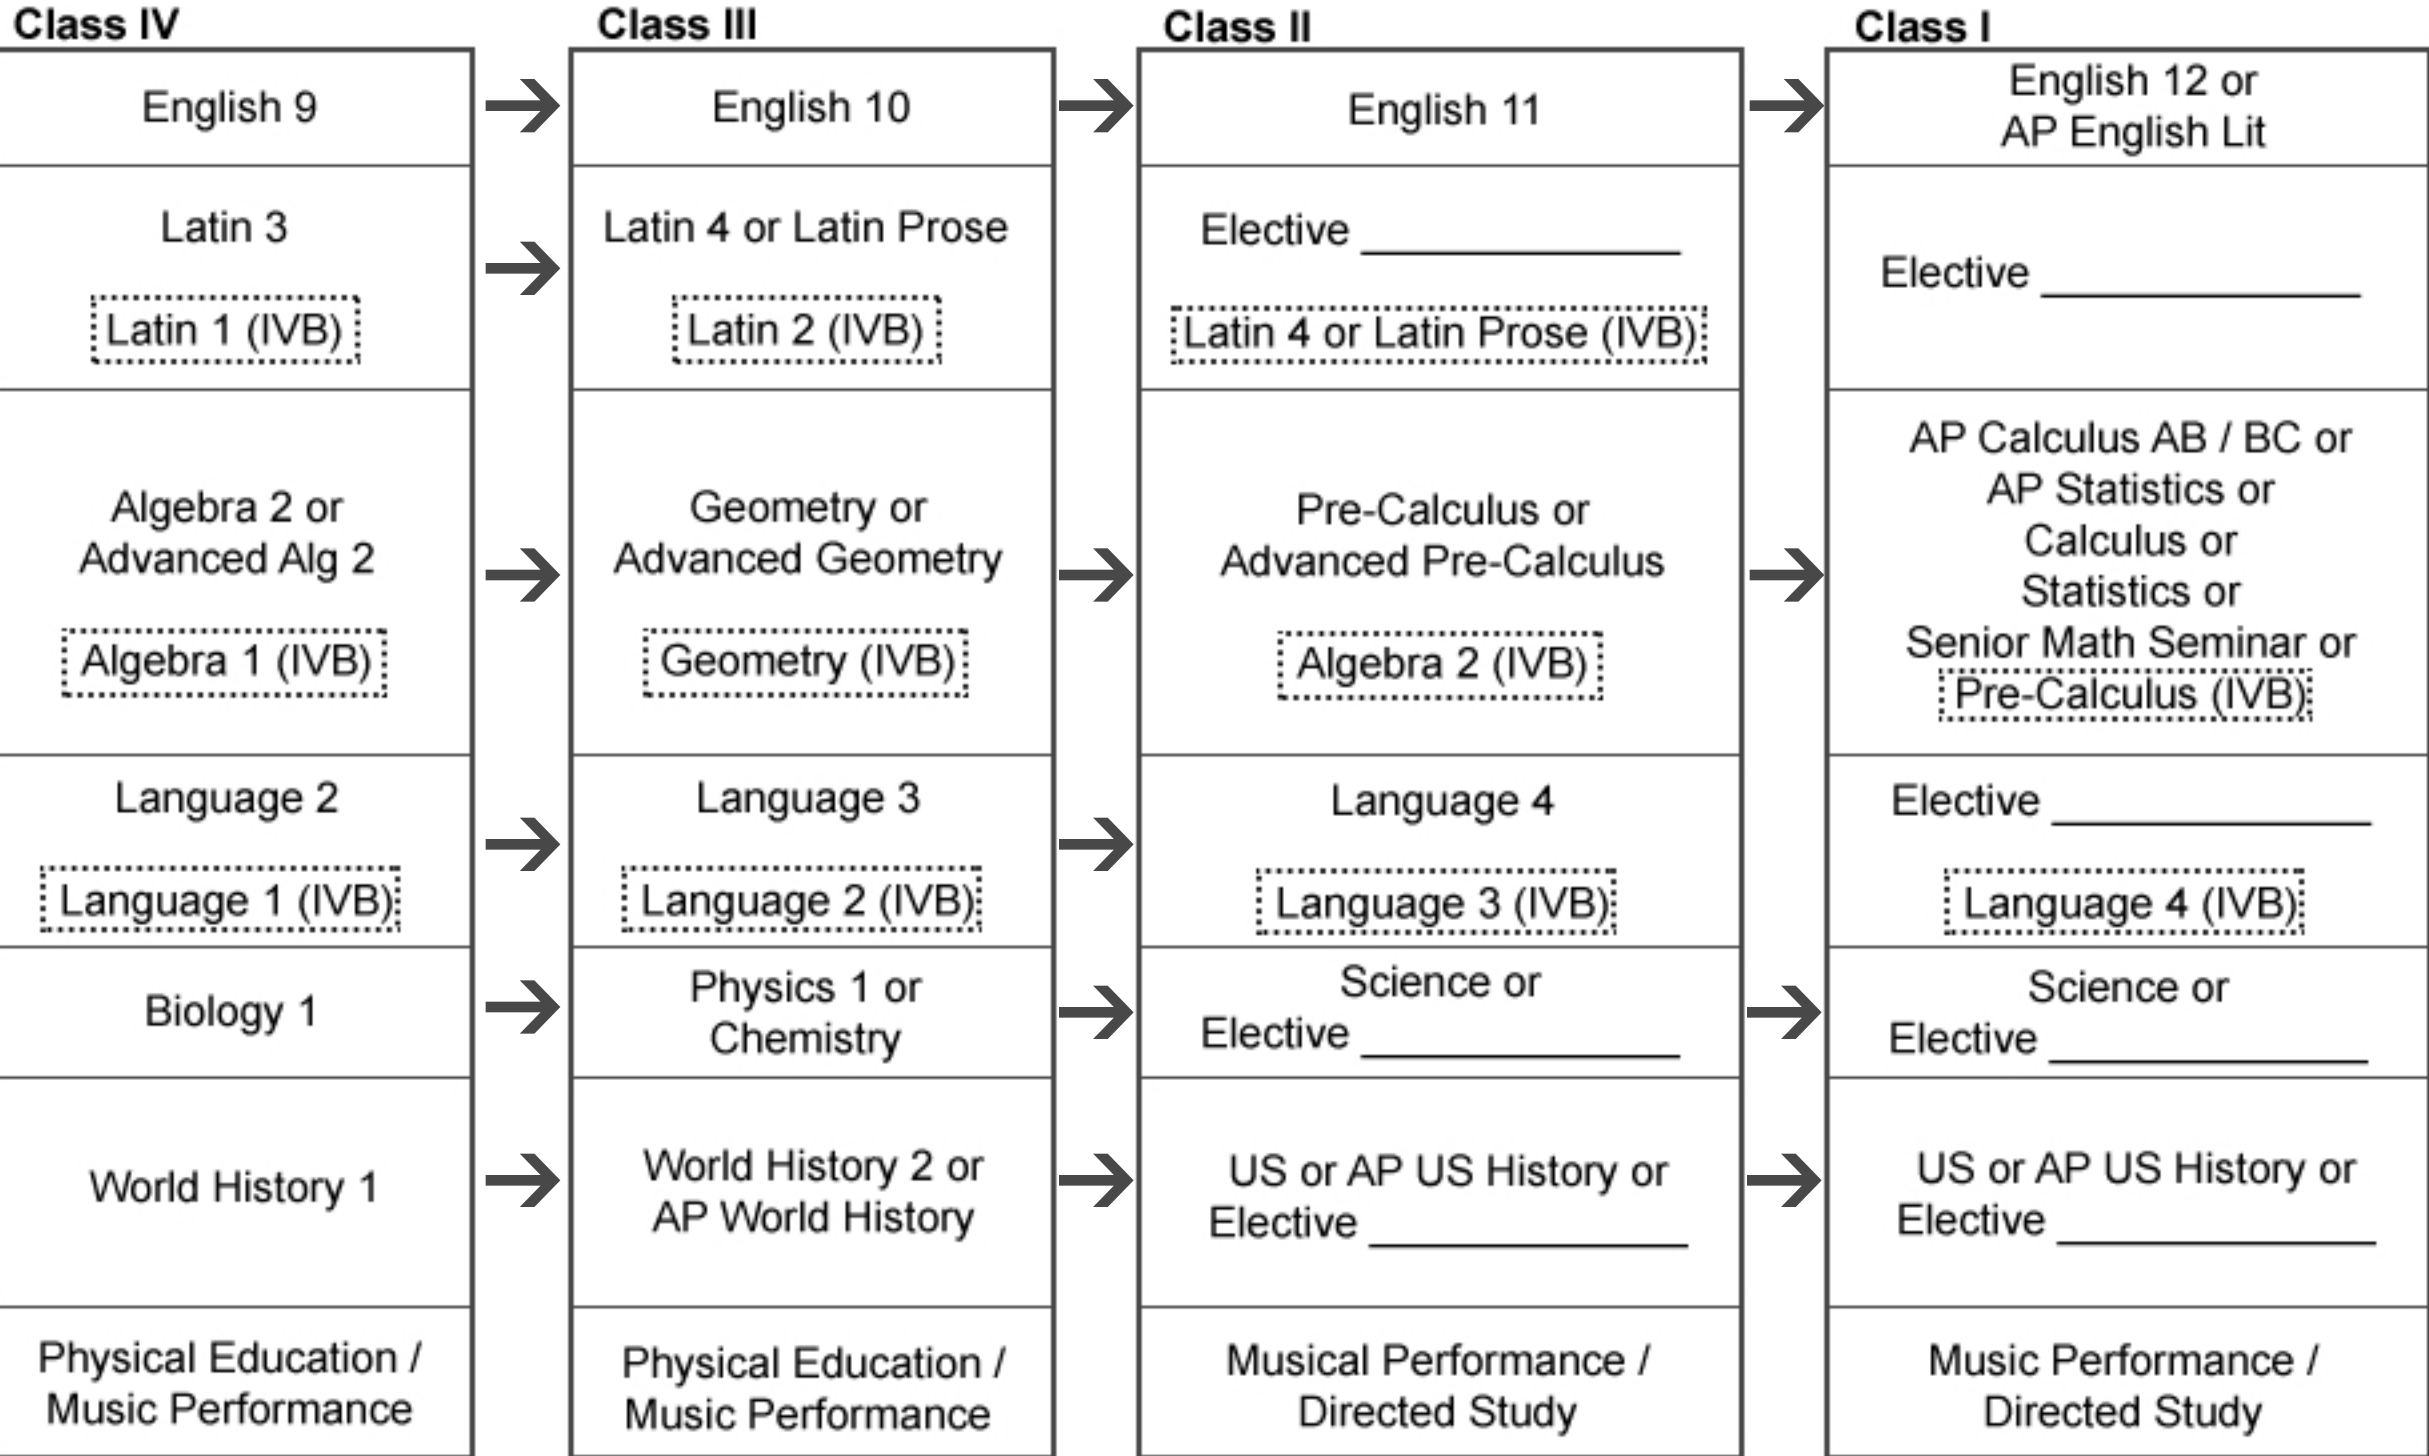 Class IV
English 9
Latin 3
Latin 1 (IVB)
Algebra 2 or
Advanced Alg 2
Algebra 1 (IVB)
Language 2
Language 1 (IVB)
Biology 1
World History 1
Physical Education /
Music Performance
Class III
English 10
Latin 4 or Latin Prose
Latin 2 (IVB)
Geometry or
Advanced Geometry
Geometry (IVB)
Language 3
Language 2 (IVB)
Physics 1 or
Chemistry
World History 2 or
AP World History
Physical Education /
Music Performance
Class II
English 11
Elective ______________
Latin 4 or Latin Prose (IVB)
Pre-Calculus or
Advanced Pre-Calculus
Algebra 2 (IVB)
Language 4
Language 3 (IVB)
Science or
Elective ______________
US or AP US History or
Elective ______________
Musical Performance /
Directed Study
Class I
English 12 or
AP English Lit
Elective ______________
AP Calculus AB / BC or
AP Statistics or
Calculus or
Statistics or
Senior Math Seminar or
Pre-Calculus (IVB)
Elective ______________
Language 4 (IVB)
Science or
Elective ______________
US or AP US History or
Elective ______________
Music Performance /
Directed Study